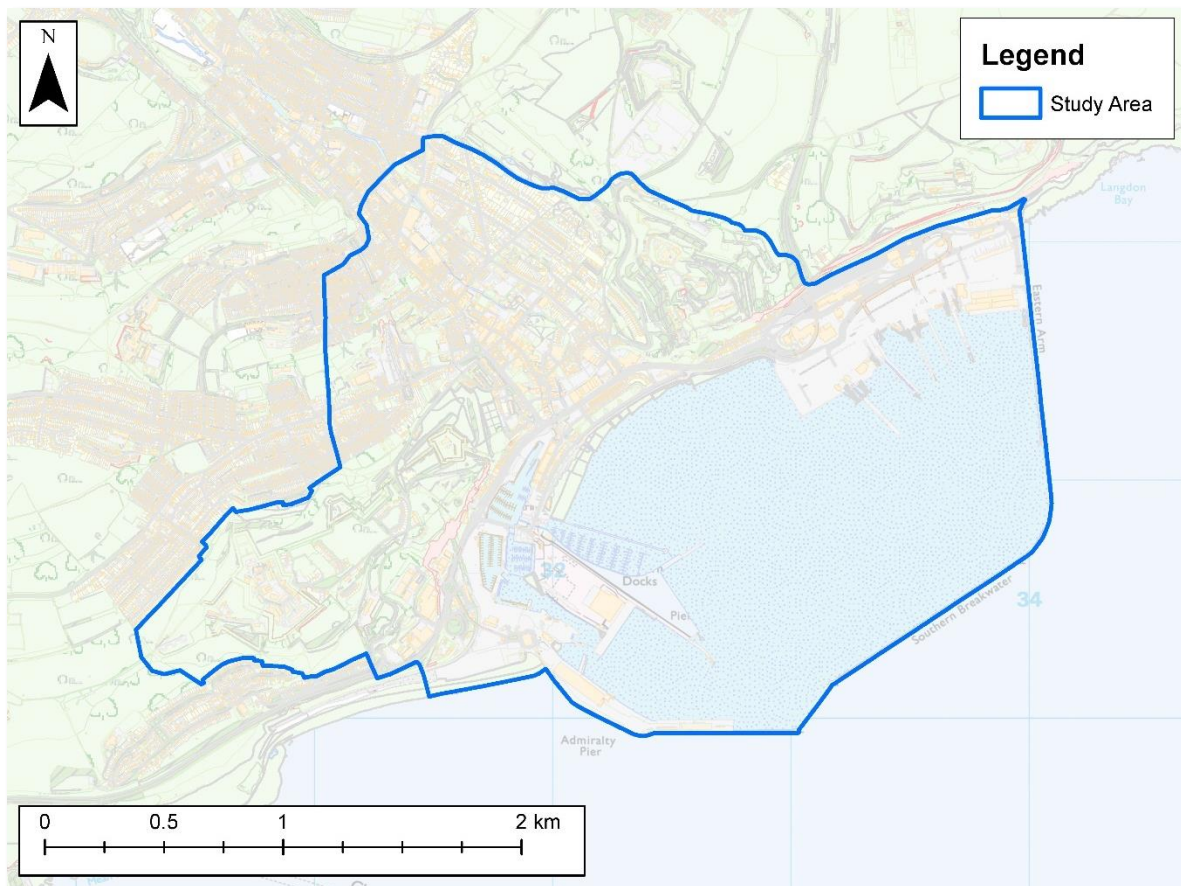 N
Legend
Study Area
Langdon
Bay
Eastern Arm
32
Docks
Pier
Southern Breakwater
34
Admiralty
Pier
0 0.5 1 2 km